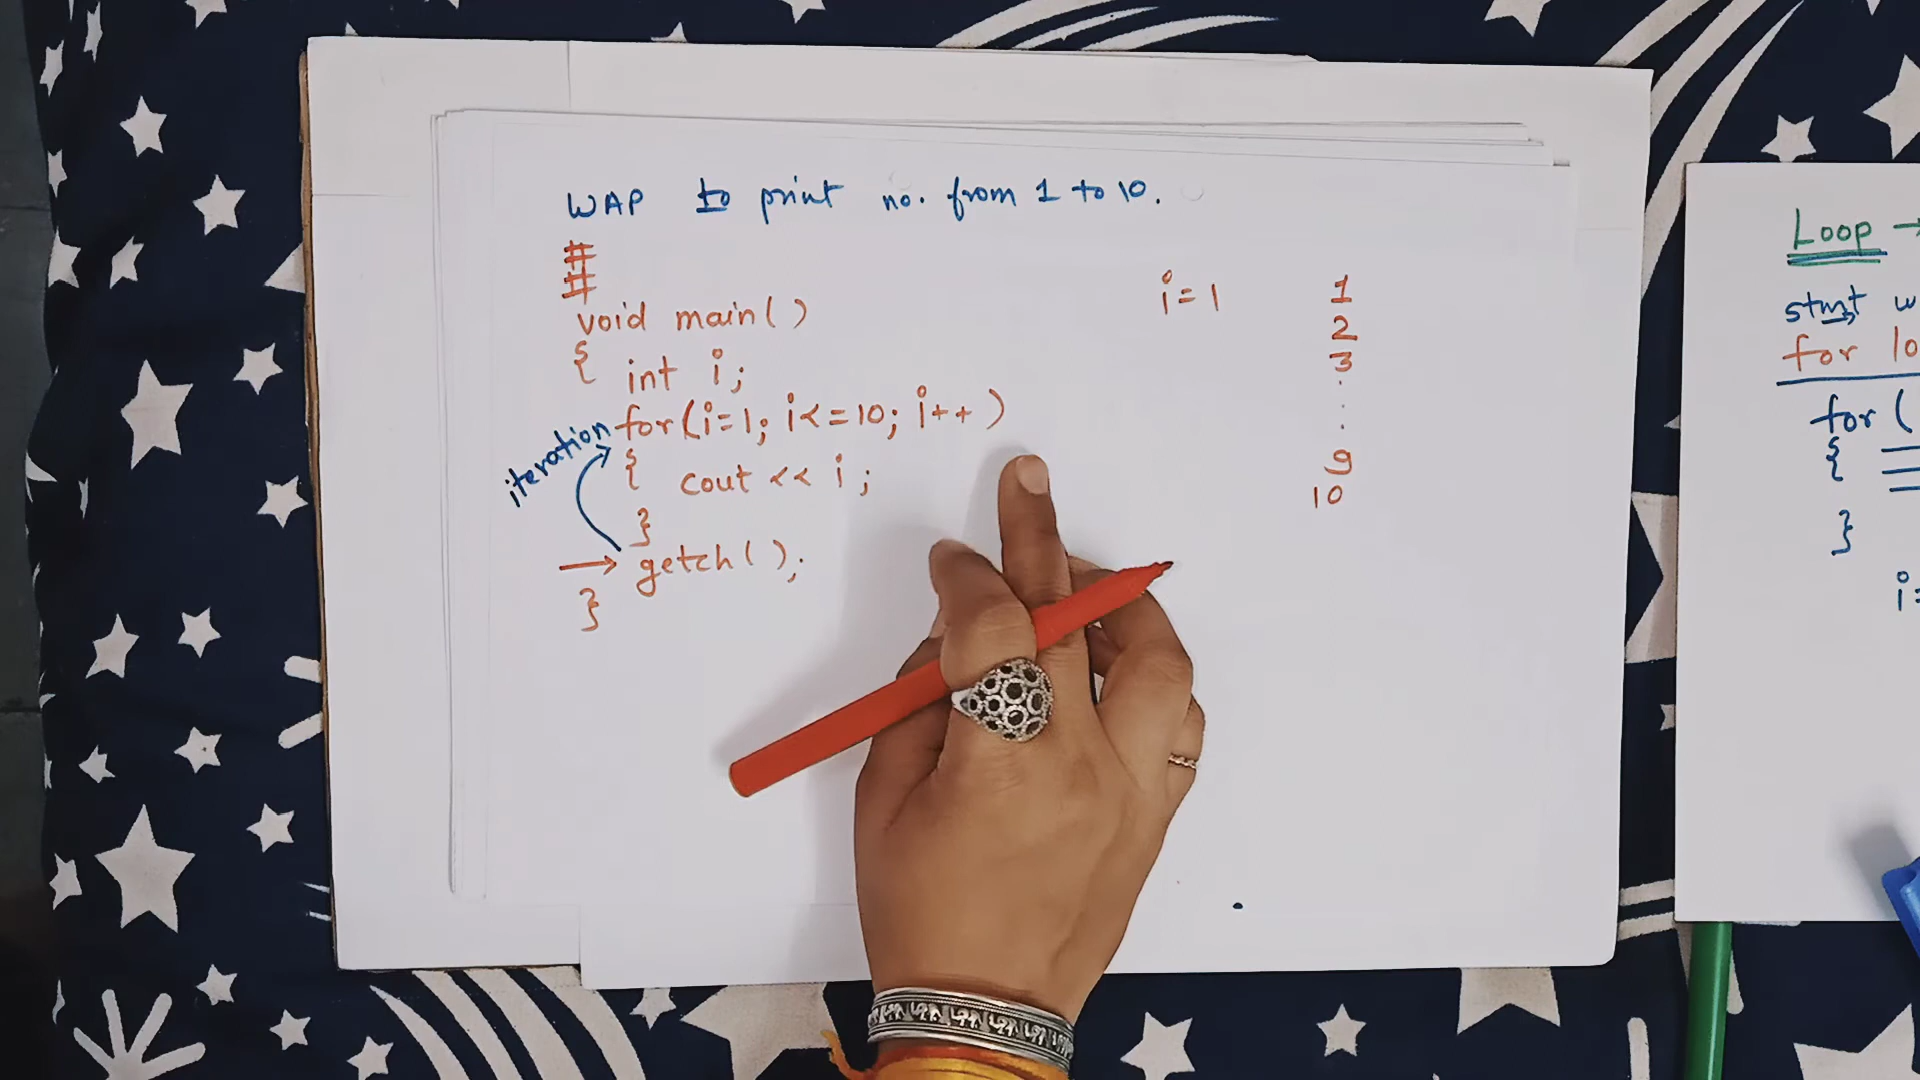 WAP to print no. from 1 to 10.
#
#
void main()
{ int i;
for(i=1; i<=10; i++)
{ cout << i;
}
→ getch();
}
iteration
i=1
1
2
3
.
.
.
9
10
Loop →
stmt
for
for (
{
}
i=